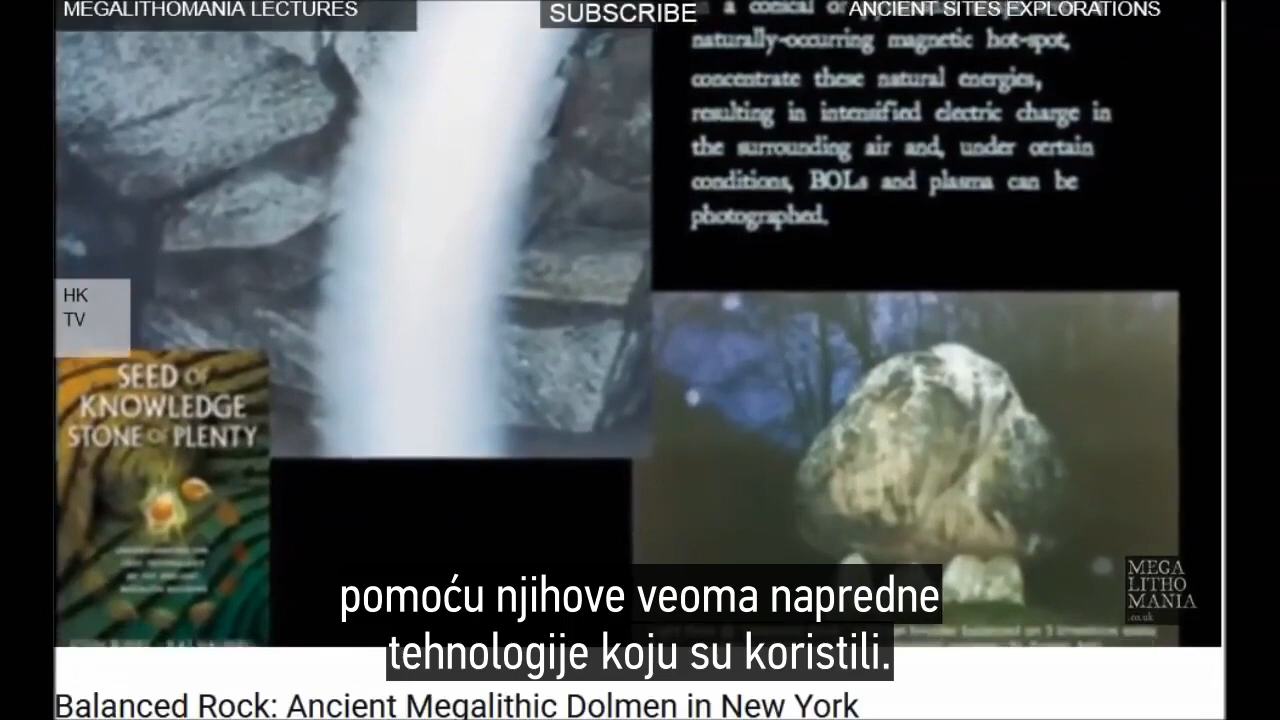 MEGALITHOMANIA LECTURES
SUBSCRIBE
ANCIENT SITES EXPLORATIONS
a conical
naturally-occurring magnetic hot-spot,
concentrate these natural energies,
resulting in intensified electric charge in
the surrounding air and, under certain
conditions, BOLs and plasma can be
photographed.
HK
TV
SEED OF
KNOWLEDGE
STONE OF PLENTY
MEGA
LITHO
MANIA
.co.uk
pomoću njihove veoma napredne
tehnologije koju su koristili.
Balanced Rock: Ancient Megalithic Dolmen in New York